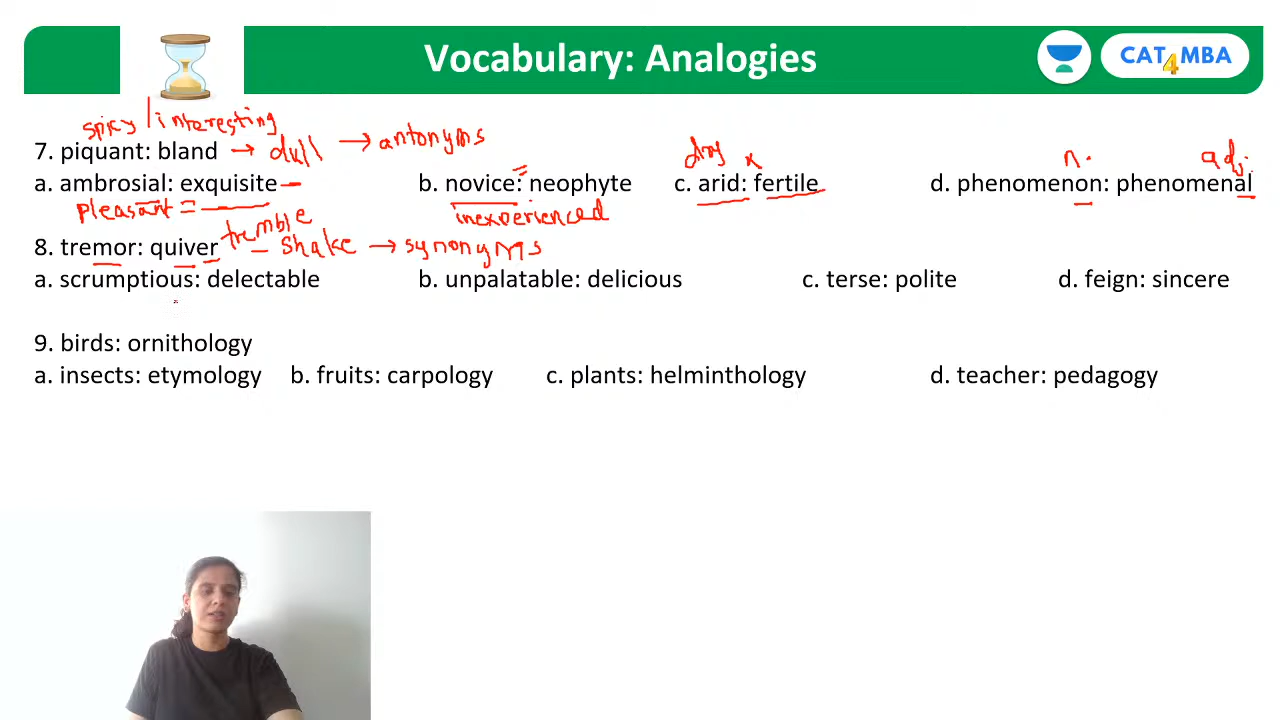 Vocabulary: Analogies
CAT4MBA
spicy / interesting
7. piquant: bland → dull → antonyms
dry x n. adj.
a. ambrosial: exquisite – b. novice: = neophyte c. arid: fertile d. phenomenon: phenomenal
pleasant = inexperienced
tremble
8. tremor: quiver – shake → synonyms
a. scrumptious: delectable b. unpalatable: delicious c. terse: polite d. feign: sincere
9. birds: ornithology
a. insects: etymology b. fruits: carpology c. plants: helminthology d. teacher: pedagogy